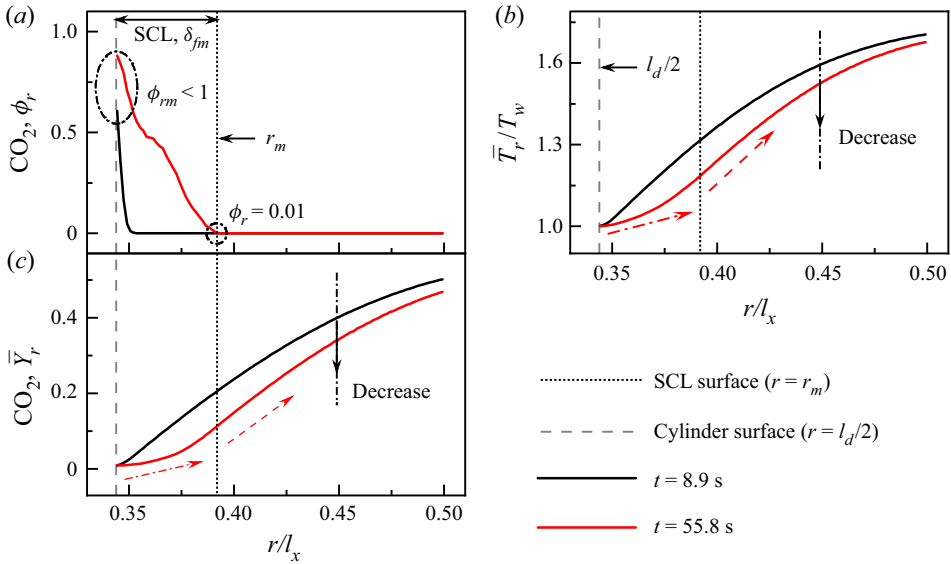 (a)
SCL, δfm
1.0
0.5
0
CO2, ϕr
ϕrm < 1
rm
ϕr = 0.01
(b)
1.6
1.3
1.0
T̅r/Tw
ld/2
Decrease
0.35 0.40 0.45 0.50
r/lx
(c)
0.4
0.2
0
CO2, Y̅r
Decrease
0.35 0.40 0.45 0.50
r/lx
SCL surface (r = rm)
Cylinder surface (r = ld/2)
t = 8.9 s
t = 55.8 s